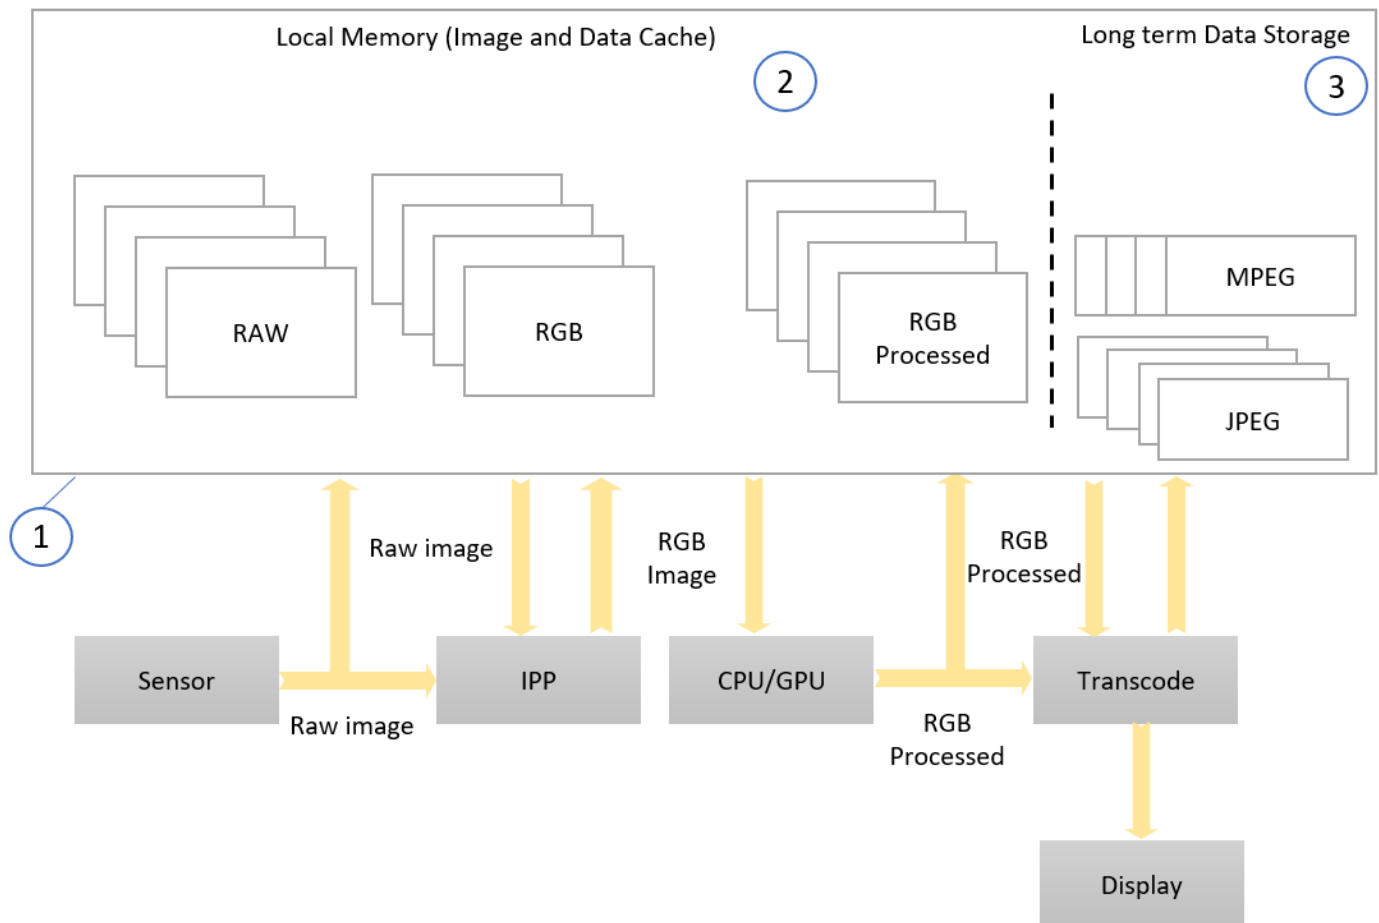 Local Memory (Image and Data Cache)
Long term Data Storage
2
3
RAW
RGB
RGB
Processed
MPEG
JPEG
1
Raw image
RGB
Image
RGB
Processed
Sensor
IPP
CPU/GPU
Transcode
Raw image
RGB
Processed
Display